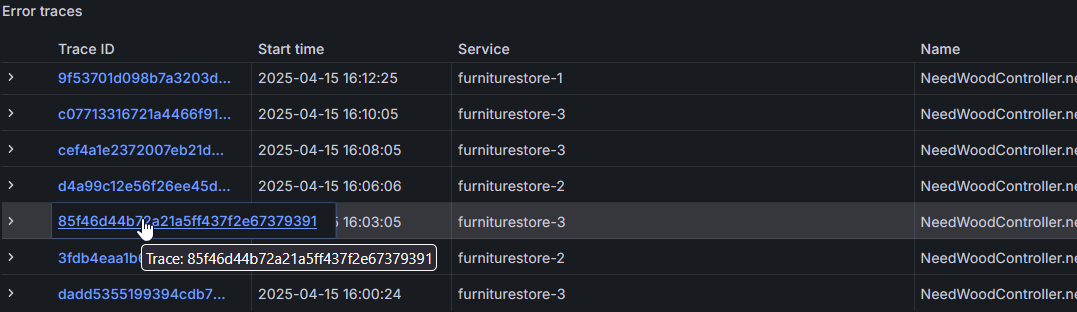 Error traces
Trace ID Start time Service Name
9f53701d098b7a3203d... 2025-04-15 16:12:25 furniturestore-1 NeedWoodController.ne
c07713316721a4466f91... 2025-04-15 16:10:05 furniturestore-3 NeedWoodController.ne
cef4a1e2372007eb21d... 2025-04-15 16:08:05 furniturestore-3 NeedWoodController.ne
d4a99c12e56f26ee45d... 2025-04-15 16:06:06 furniturestore-2 NeedWoodController.ne
85f46d44b72a21a5ff437f2e67379391 5 16:03:05 furniturestore-3 NeedWoodController.ne
3fdb4eaa1b furniturestore-2 NeedWoodController.ne
Trace: 85f46d44b72a21a5ff437f2e67379391
dadd5355199394cdb7... 2025-04-15 16:00:24 furniturestore-3 NeedWoodController.ne